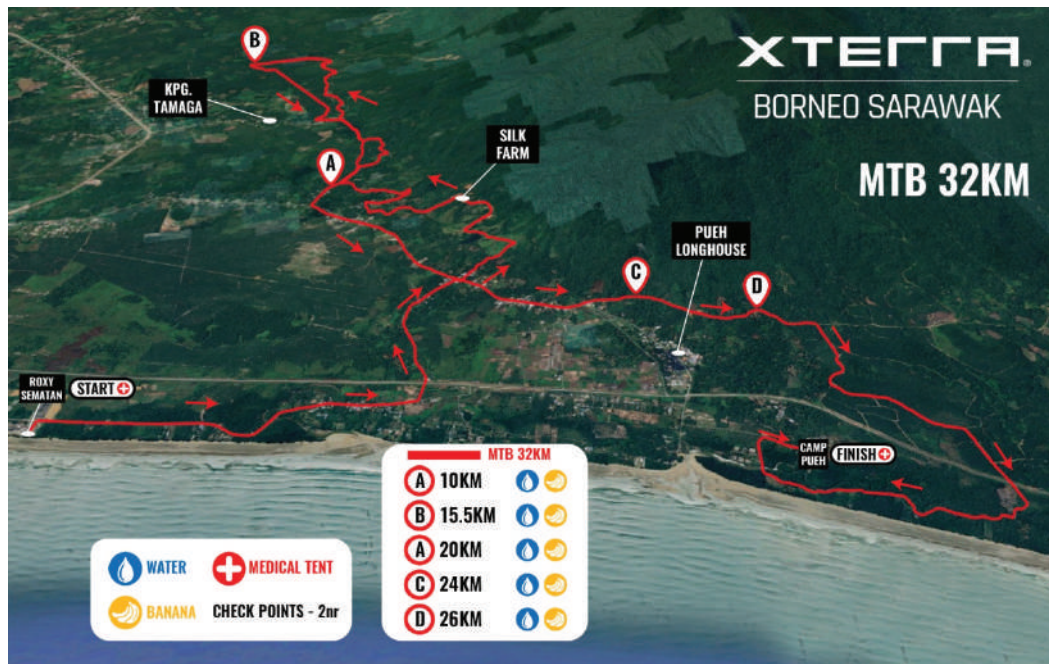 XTERRA®
BORNEO SARAWAK
MTB 32KM
B
KPG.
TAMAGA
A
SILK
FARM
PUEH
LONGHOUSE
C
D
ROXY
SEMATAN
START
CAMP
PUEH
FINISH
MTB 32KM
A 10KM
B 15.5KM
A 20KM
C 24KM
D 26KM
WATER
MEDICAL TENT
BANANA
CHECK POINTS - 2nr